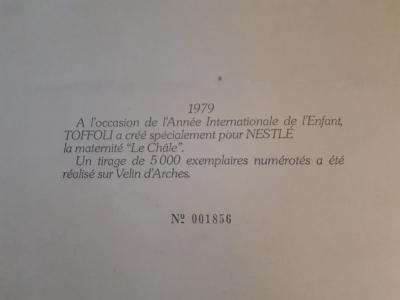 1979
A l'occasion de l'Année Internationale de l'Enfant,
TOFFOLI a créé spécialement pour NESTLÉ
la maternité "Le Châle".
Un tirage de 5 000 exemplaires numérotés a été
réalisé sur Velin d'Arches.
Nº 001856